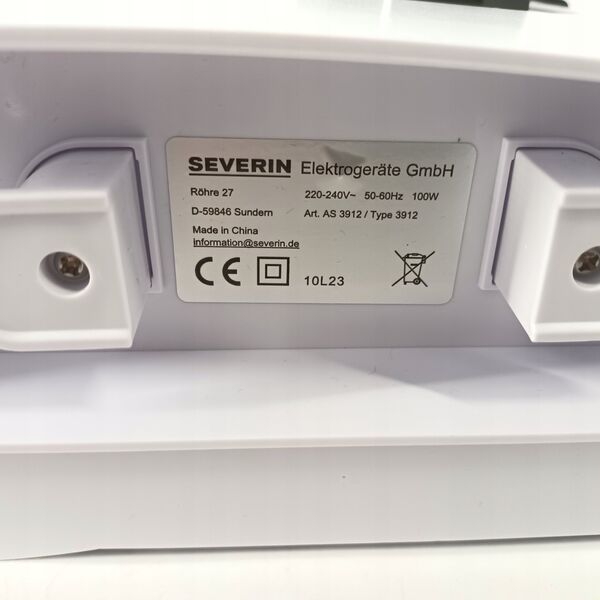 SEVERIN Elektrogeräte GmbH
Röhre 27 220-240V~ 50-60Hz 100W
D-59846 Sundern Art. AS 3912 / Type 3912
Made in China
information@severin.de
CE 10L23